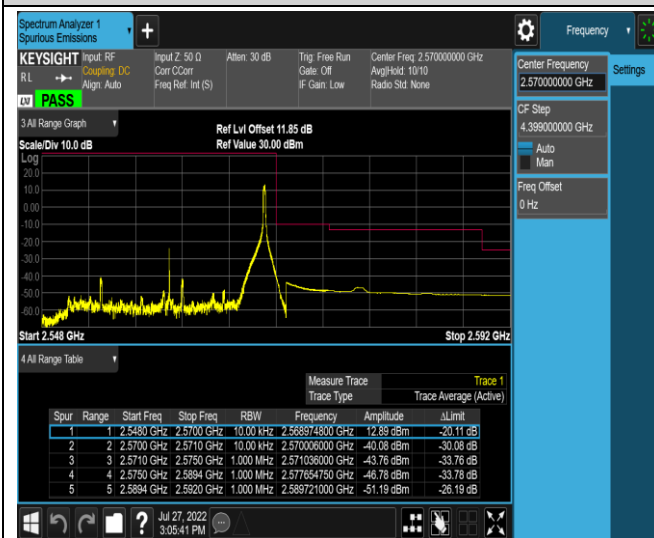 Spectrum Analyzer 1
Spurious Emissions
+
Frequency
KEYSIGHT
RL
Input: RF
Coupling: DC
Align: Auto
Input Z: 50 Ω
Corr CCorr
Freq Ref: Int (S)
Atten: 30 dB
Trig: Free Run
Gate: Off
IF Gain: Low
Center Freq: 2.570000000 GHz
Avg|Hold: 10/10
Radio Std: None
PASS
Center Frequency
2.570000000 GHz
Settings
CF Step
4.399000000 GHz
Auto
Man
Freq Offset
0 Hz
3 All Range Graph
Ref Lvl Offset 11.85 dB
Scale/Div 10.0 dB
Ref Value 30.00 dBm
Log
20.0
10.0
0.00
-10.0
-20.0
-30.0
-40.0
-50.0
-60.0
Start 2.548 GHz
Stop 2.592 GHz
4 All Range Table
Measure Trace Trace 1
Trace Type Trace Average (Active)
Spur Range Start Freq Stop Freq RBW Frequency Amplitude ΔLimit
1 1 2.5480 GHz 2.5700 GHz 10.00 kHz 2.568974800 GHz 12.89 dBm -20.11 dB
2 2 2.5700 GHz 2.5710 GHz 10.00 kHz 2.570006000 GHz -40.08 dBm -30.08 dB
3 3 2.5710 GHz 2.5750 GHz 1.000 MHz 2.571036000 GHz -43.76 dBm -33.76 dB
4 4 2.5750 GHz 2.5894 GHz 1.000 MHz 2.577654750 GHz -46.78 dBm -33.78 dB
5 5 2.5894 GHz 2.5920 GHz 1.000 MHz 2.589721000 GHz -51.19 dBm -26.19 dB
?
Jul 27, 2022
3:05:41 PM